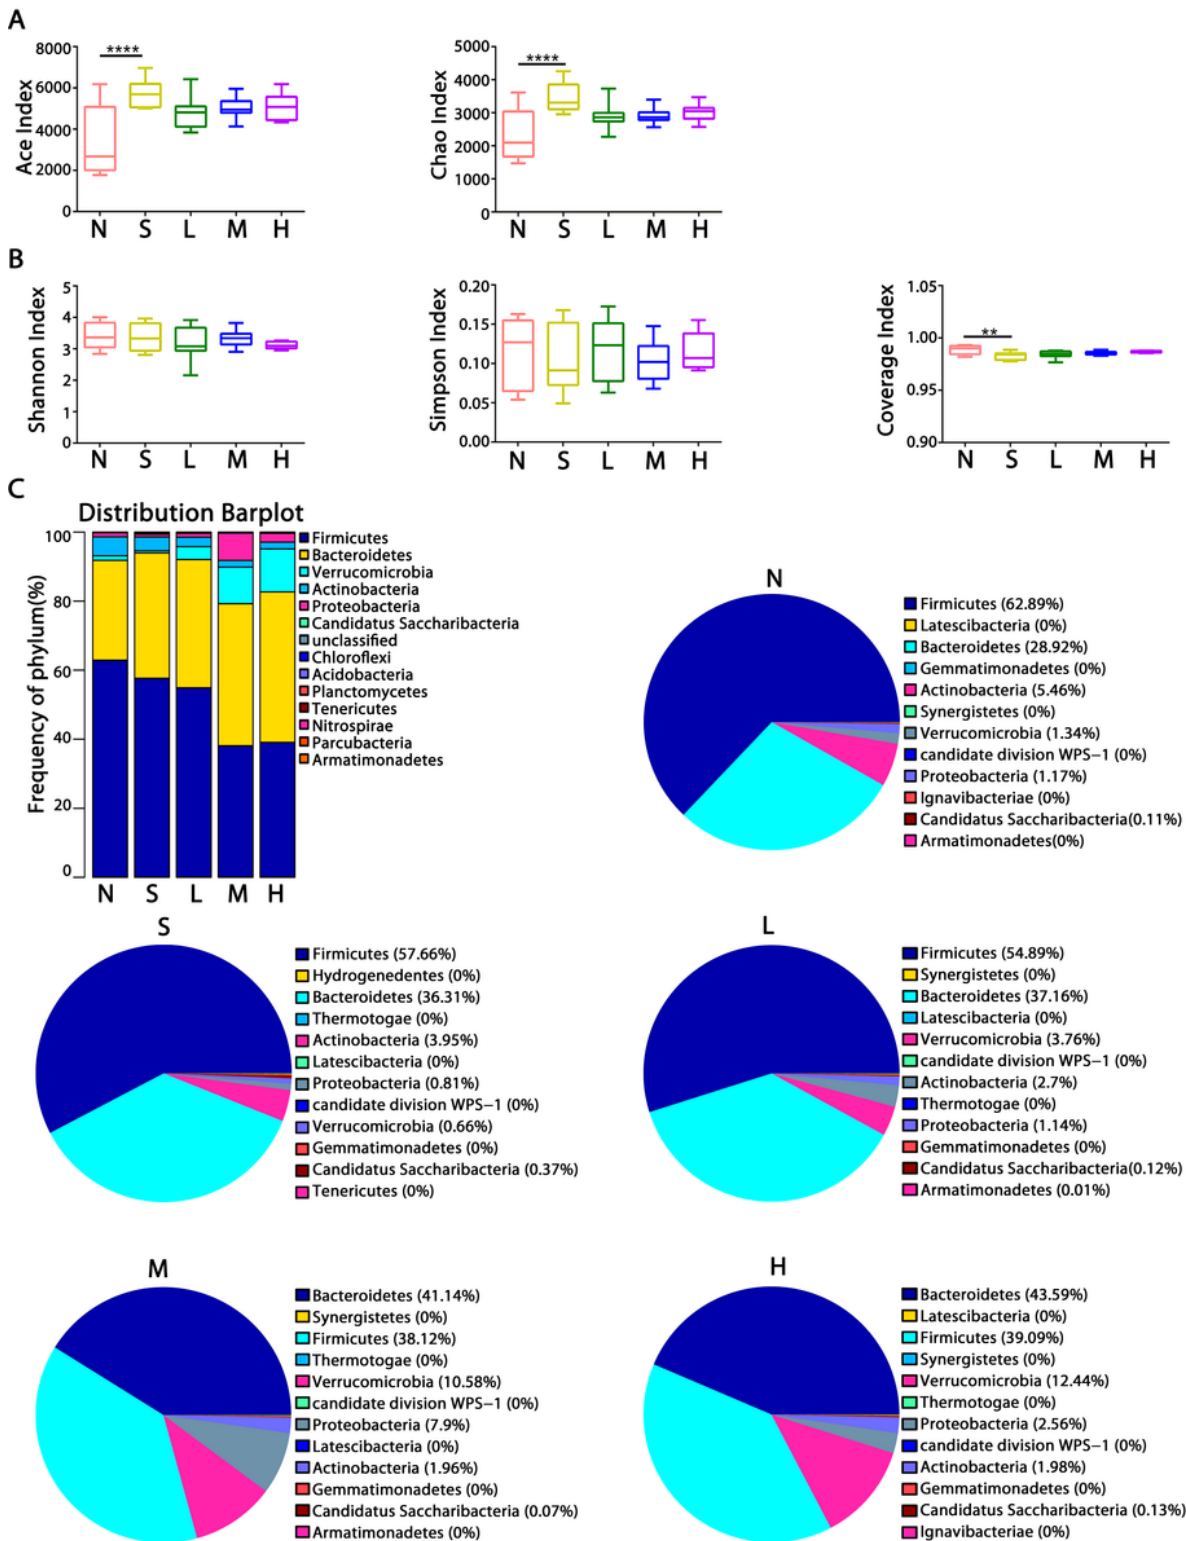 A
Ace Index
8000
6000
4000
2000
0
****
N S L M H
Chao Index
5000
4000
3000
2000
1000
0
****
N S L M H
B
Shannon Index
5
4
3
2
1
0
N S L M H
Simpson Index
0.20
0.15
0.10
0.05
0.00
N S L M H
Coverage Index
1.05
1.00
0.95
0.90
**
N S L M H
C
Distribution Barplot
Frequency of phylum(%)
100
80
60
40
20
0
N S L M H
Firmicutes
Bacteroidetes
Verrucomicrobia
Actinobacteria
Proteobacteria
Candidatus Saccharibacteria
unclassified
Chloroflexi
Acidobacteria
Planctomycetes
Tenericutes
Nitrospirae
Parcubacteria
Armatimonadetes
N
Firmicutes (62.89%)
Latescibacteria (0%)
Bacteroidetes (28.92%)
Gemmatimonadetes (0%)
Actinobacteria (5.46%)
Synergistetes (0%)
Verrucomicrobia (1.34%)
candidate division WPS−1 (0%)
Proteobacteria (1.17%)
Ignavibacteriae (0%)
Candidatus Saccharibacteria(0.11%)
Armatimonadetes(0%)
S
Firmicutes (57.66%)
Hydrogenedentes (0%)
Bacteroidetes (36.31%)
Thermotogae (0%)
Actinobacteria (3.95%)
Latescibacteria (0%)
Proteobacteria (0.81%)
candidate division WPS−1 (0%)
Verrucomicrobia (0.66%)
Gemmatimonadetes (0%)
Candidatus Saccharibacteria (0.37%)
Tenericutes (0%)
L
Firmicutes (54.89%)
Synergistetes (0%)
Bacteroidetes (37.16%)
Latescibacteria (0%)
Verrucomicrobia (3.76%)
candidate division WPS−1 (0%)
Actinobacteria (2.7%)
Thermotogae (0%)
Proteobacteria (1.14%)
Gemmatimonadetes (0%)
Candidatus Saccharibacteria(0.12%)
Armatimonadetes (0.01%)
M
Bacteroidetes (41.14%)
Synergistetes (0%)
Firmicutes (38.12%)
Thermotogae (0%)
Verrucomicrobia (10.58%)
candidate division WPS−1 (0%)
Proteobacteria (7.9%)
Latescibacteria (0%)
Actinobacteria (1.96%)
Gemmatimonadetes (0%)
Candidatus Saccharibacteria (0.07%)
Armatimonadetes (0%)
H
Bacteroidetes (43.59%)
Latescibacteria (0%)
Firmicutes (39.09%)
Synergistetes (0%)
Verrucomicrobia (12.44%)
Thermotogae (0%)
Proteobacteria (2.56%)
candidate division WPS−1 (0%)
Actinobacteria (1.98%)
Gemmatimonadetes (0%)
Candidatus Saccharibacteria (0.13%)
Ignavibacteriae (0%)